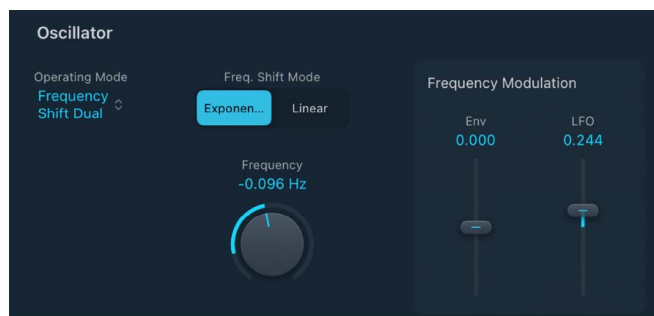 Oscillator
Operating Mode
Frequency
Shift Dual
Freq. Shift Mode
Exponen... Linear
Frequency
-0.096 Hz
Frequency Modulation
Env LFO
0.000 0.244